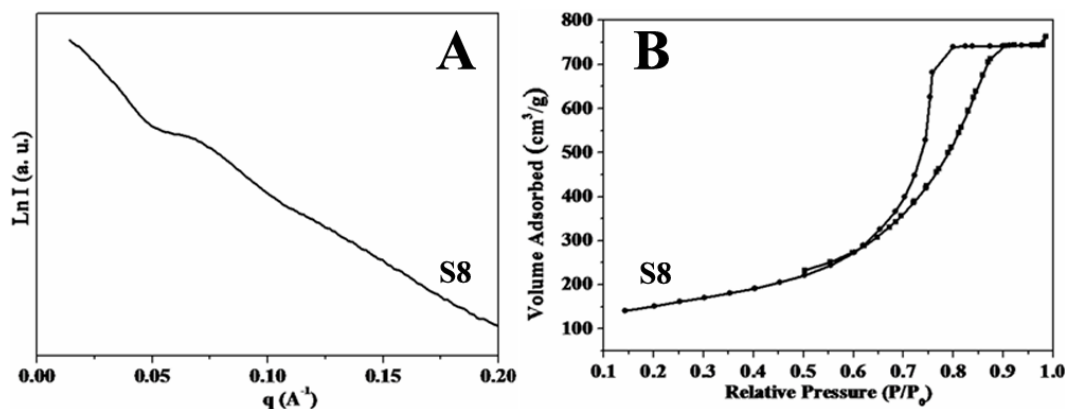 A
Ln I (a. u.)
S8
0.00 0.05 0.10 0.15 0.20
q (A⁻¹)
B
Volume Adsorbed (cm³/g)
800
700
600
500
400
300
200
100
S8
0.1 0.2 0.3 0.4 0.5 0.6 0.7 0.8 0.9 1.0
Relative Pressure (P/P₀)